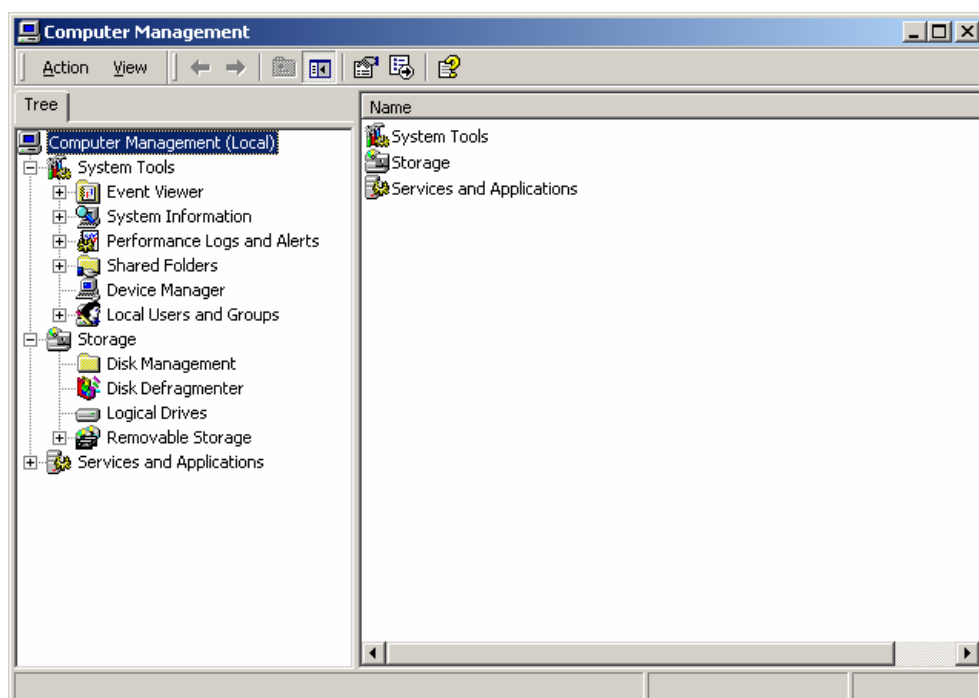 Computer Management
Action View
Tree
Name
Computer Management (Local)
System Tools
Event Viewer
System Information
Performance Logs and Alerts
Shared Folders
Device Manager
Local Users and Groups
Storage
Disk Management
Disk Defragmenter
Logical Drives
Removable Storage
Services and Applications
System Tools
Storage
Services and Applications